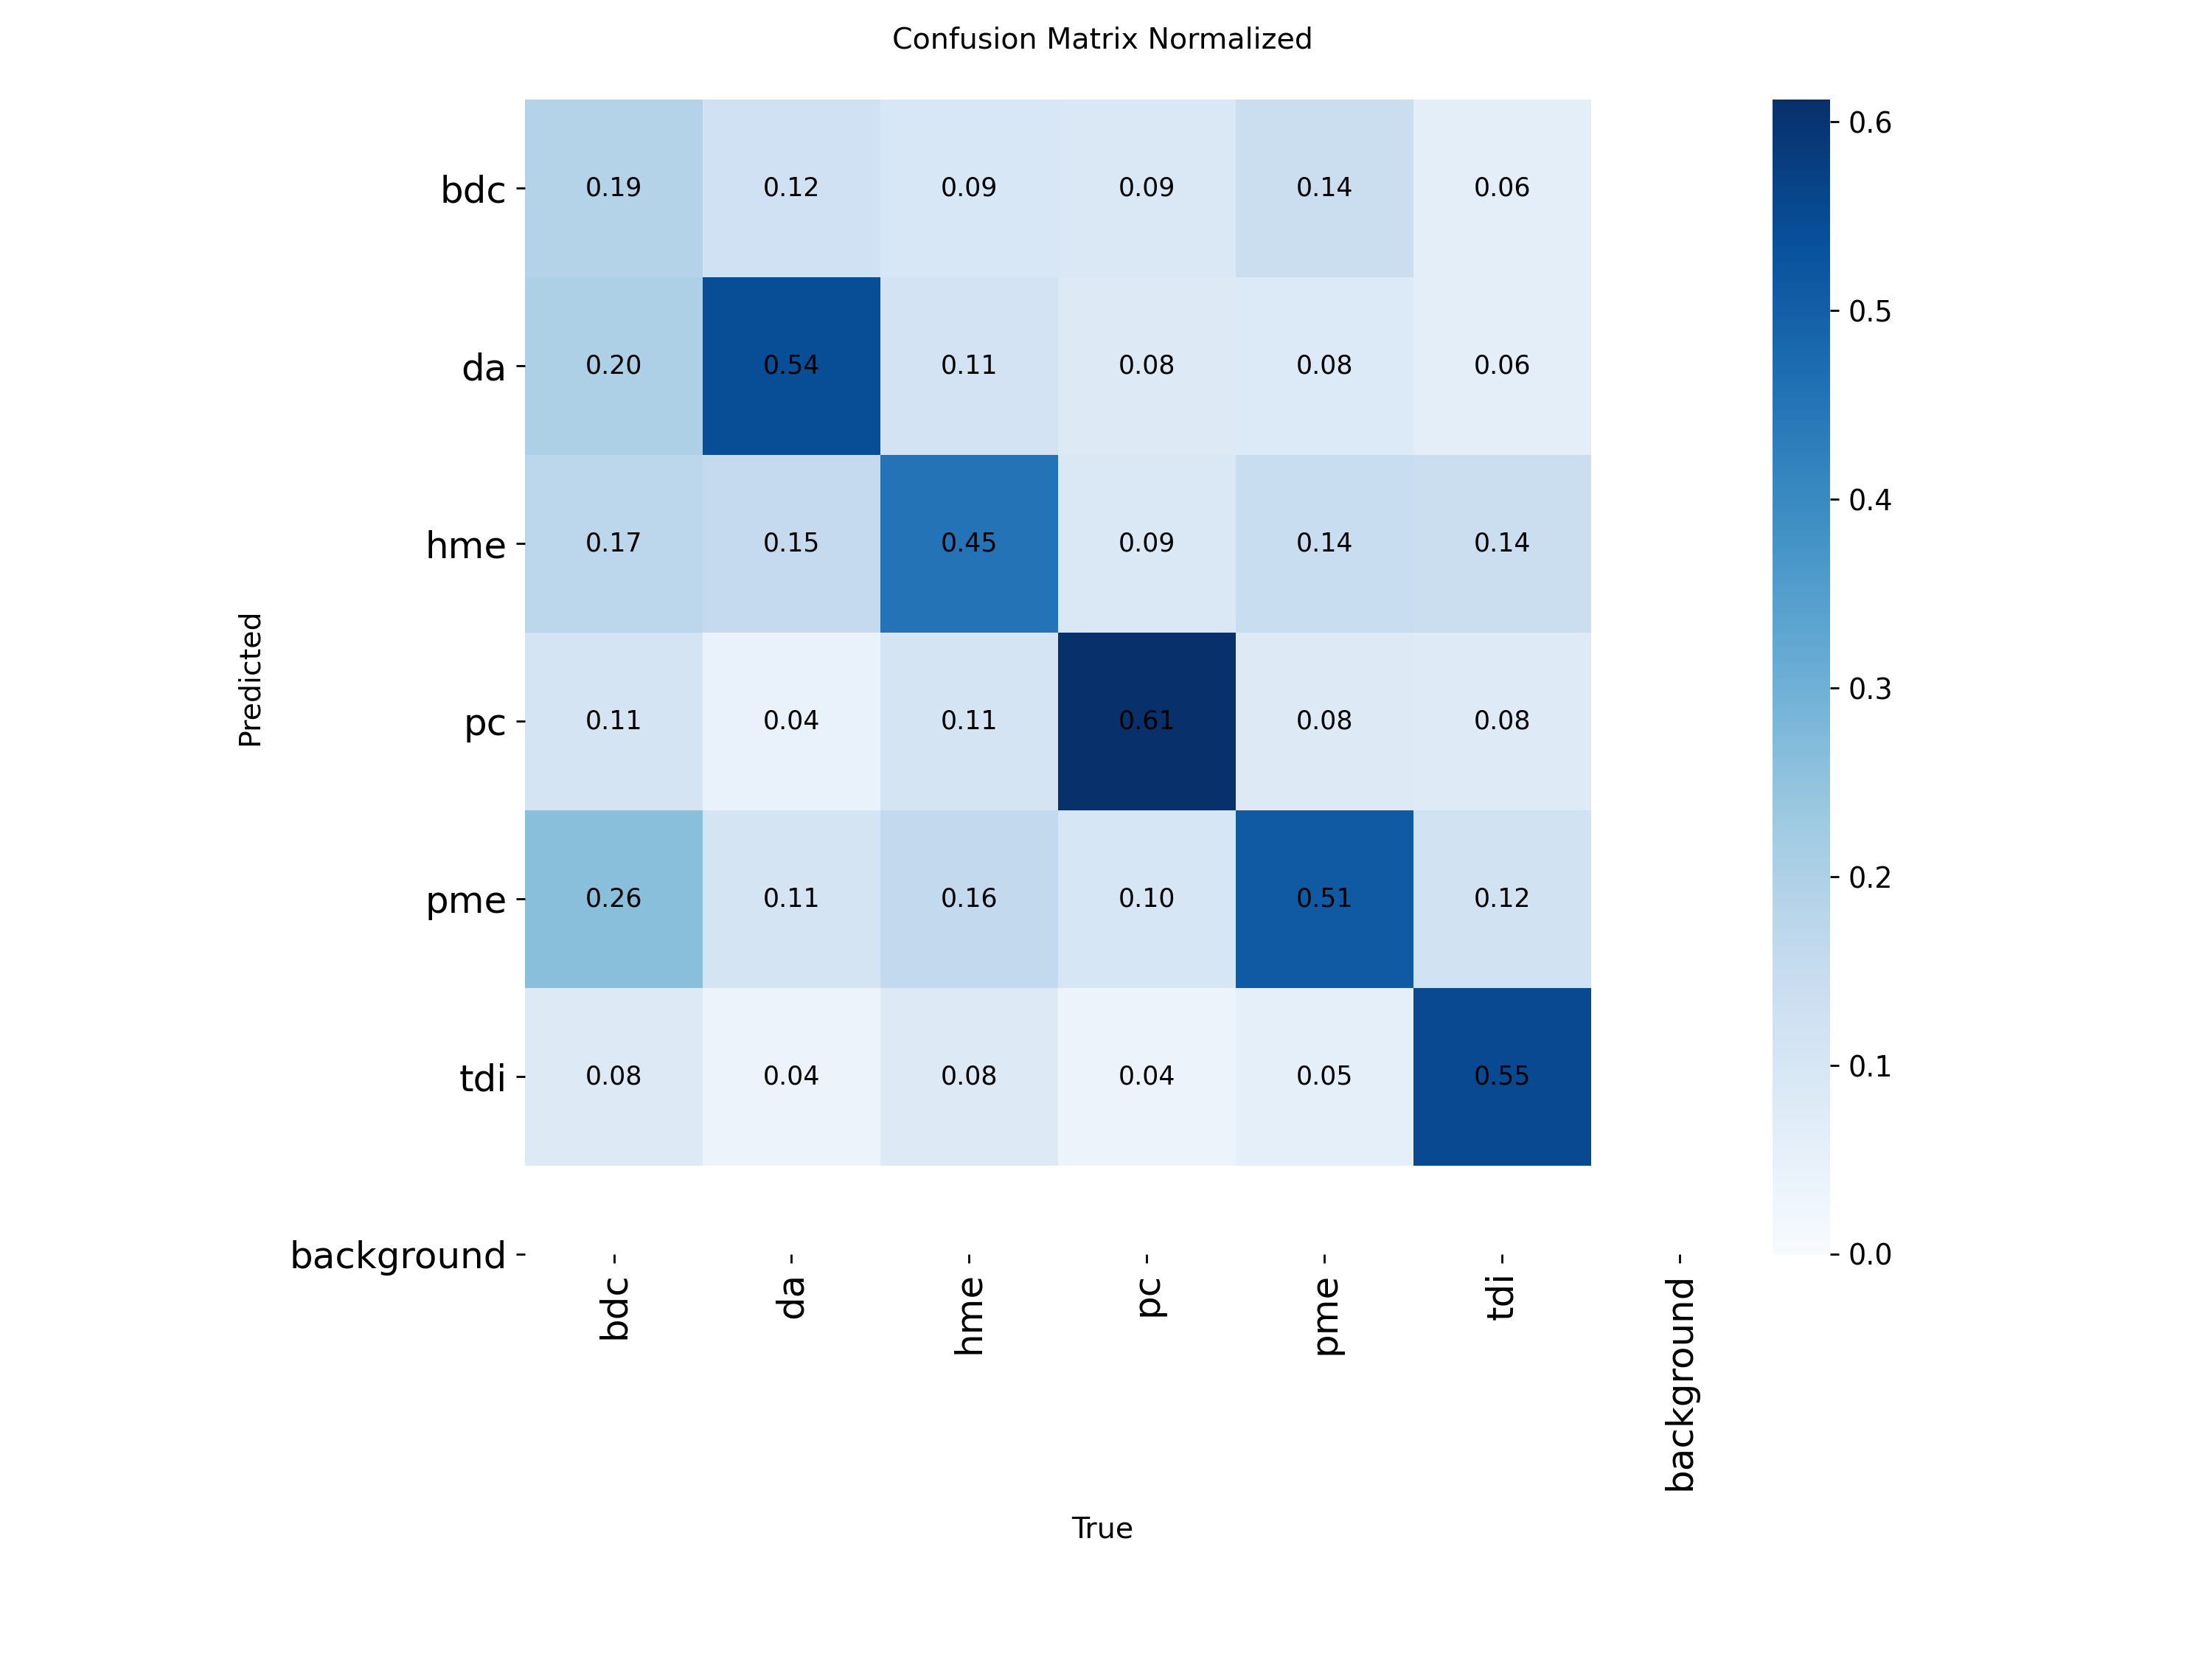 Confusion Matrix Normalized
bdc 0.19 0.12 0.09 0.09 0.14 0.06
da 0.20 0.54 0.11 0.08 0.08 0.06
hme 0.17 0.15 0.45 0.09 0.14 0.14
pc 0.11 0.04 0.11 0.61 0.08 0.08
pme 0.26 0.11 0.16 0.10 0.51 0.12
tdi 0.08 0.04 0.08 0.04 0.05 0.55
background
Predicted
bdc da hme pc pme tdi background
True
0.6
0.5
0.4
0.3
0.2
0.1
0.0